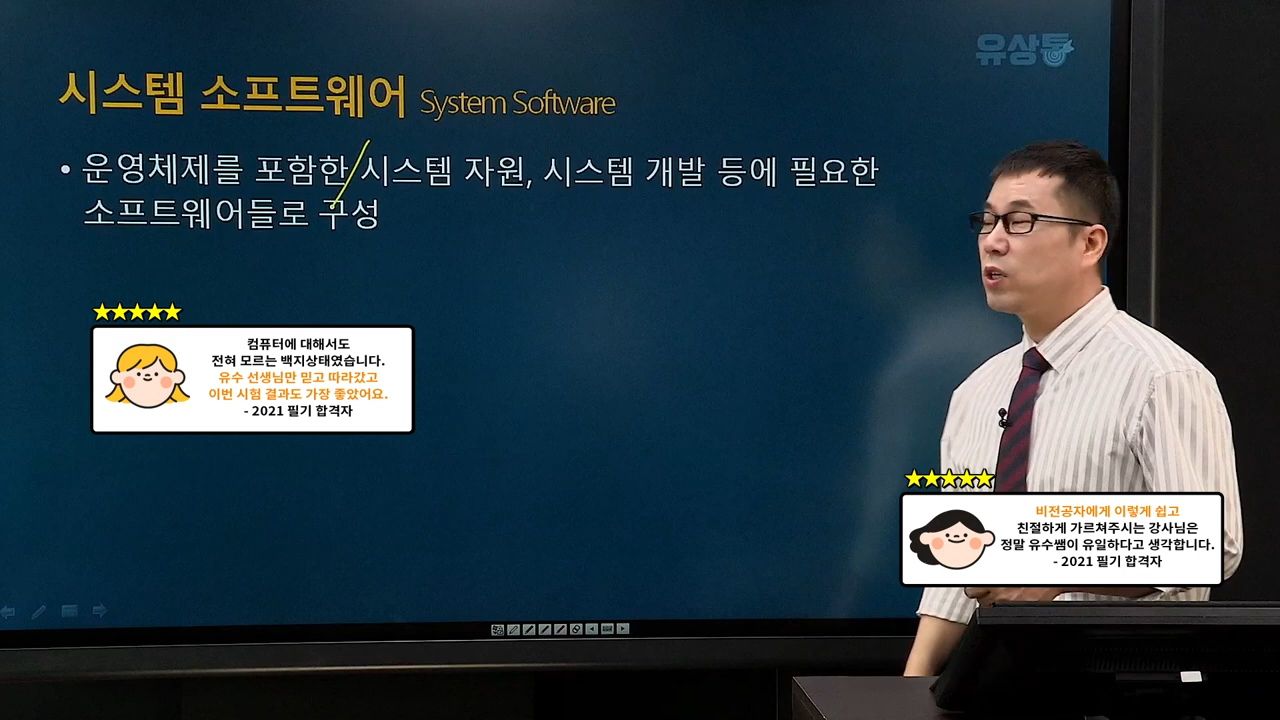 유상통
시스템 소프트웨어 System Software
• 운영체제를 포함한 시스템 자원, 시스템 개발 등에 필요한
소프트웨어들로 구성
컴퓨터에 대해서도
전혀 모르는 백지상태였습니다.
유수 선생님만 믿고 따라갔고
이번 시험 결과도 가장 좋았어요.
- 2021 필기 합격자
비전공자에게 이렇게 쉽고
친절하게 가르쳐주시는 강사님은
정말 유수쌤이 유일하다고 생각합니다.
- 2021 필기 합격자